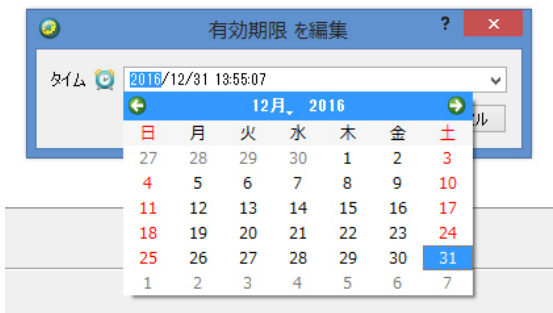 有効期限 を編集 ?
タイム 2016/12/31 13:55:07
12月, 2016
日 月 火 水 木 金 土
27 28 29 30 1 2 3
4 5 6 7 8 9 10
11 12 13 14 15 16 17
18 19 20 21 22 23 24
25 26 27 28 29 30 31
1 2 3 4 5 6 7
ル